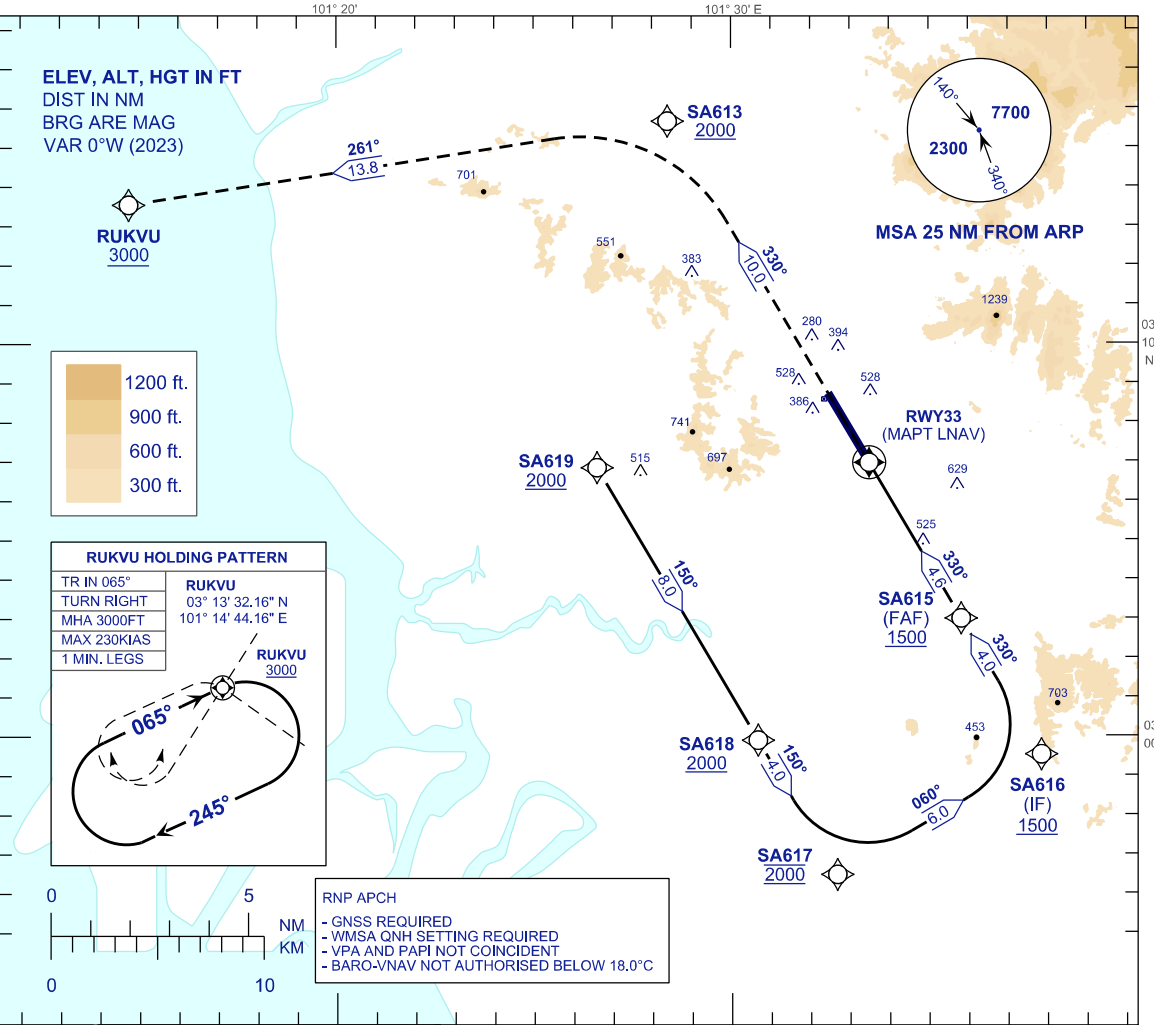 101° 20'
101° 30' E
ELEV, ALT, HGT IN FT
DIST IN NM
BRG ARE MAG
VAR 0°W (2023)
SA613
2000
140°
7700
2300
340°
MSA 25 NM FROM ARP
261°
13.8
701
RUKVU
3000
551
383
330°
10.0
1239
280
394
03
10
N
528
528
386
1200 ft.
900 ft.
600 ft.
300 ft.
RWY33
(MAPT LNAV)
741
697
SA619
2000
515
629
525
330°
4.6
RUKVU HOLDING PATTERN
TR IN 065°
TURN RIGHT
MHA 3000FT
MAX 230KIAS
1 MIN. LEGS
RUKVU
03° 13' 32.16" N
101° 14' 44.16" E
RUKVU
3000
065°
245°
150°
8.0
SA615
(FAF)
1500
330°
4.0
703
453
03
00
SA618
2000
150°
4.0
060°
6.0
SA616
(IF)
1500
SA617
2000
0
5
NM
KM
0
10
RNP APCH
- GNSS REQUIRED
- WMSA QNH SETTING REQUIRED
- VPA AND PAPI NOT COINCIDENT
- BARO-VNAV NOT AUTHORISED BELOW 18.0°C